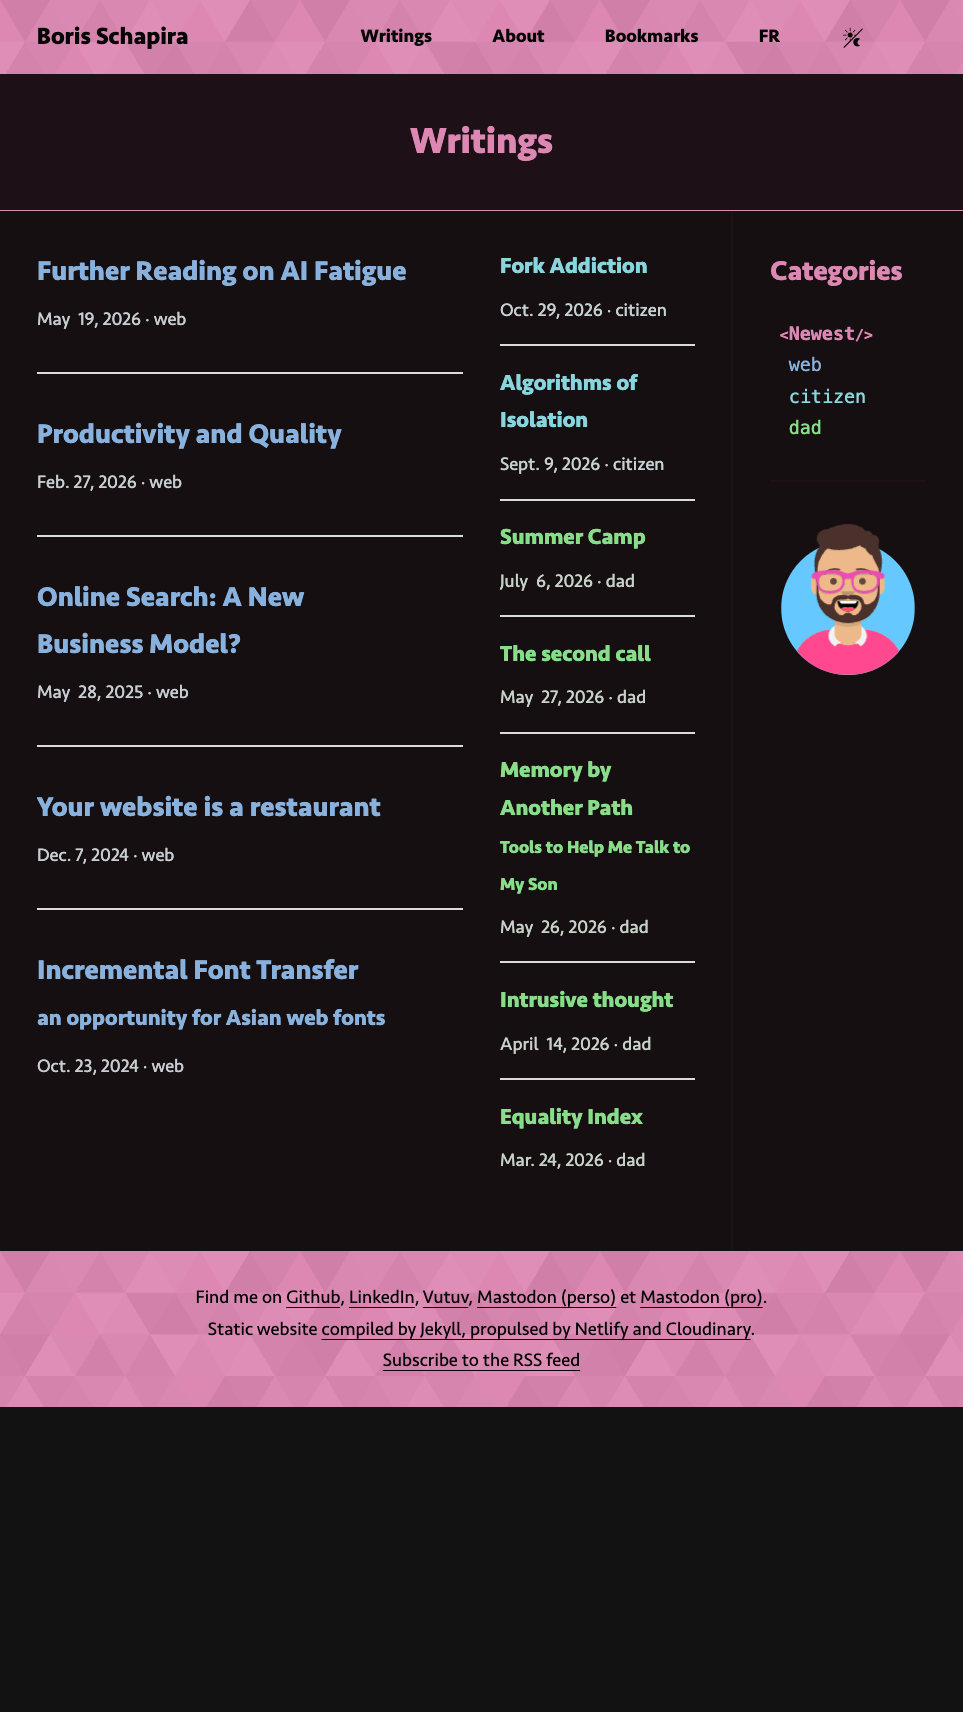 Boris Schapira
Writings
About
Bookmarks
FR
Writings
Further Reading on AI Fatigue
May 19, 2026 · web
Productivity and Quality
Feb. 27, 2026 · web
Online Search: A New
Business Model?
May 28, 2025 · web
Your website is a restaurant
Dec. 7, 2024 · web
Incremental Font Transfer
an opportunity for Asian web fonts
Oct. 23, 2024 · web
Fork Addiction
Oct. 29, 2026 · citizen
Algorithms of
Isolation
Sept. 9, 2026 · citizen
Summer Camp
July 6, 2026 · dad
The second call
May 27, 2026 · dad
Memory by
Another Path
Tools to Help Me Talk to
My Son
May 26, 2026 · dad
Intrusive thought
April 14, 2026 · dad
Equality Index
Mar. 24, 2026 · dad
Categories
<Newest/>
web
citizen
dad
Find me on Github, LinkedIn, Vutuv, Mastodon (perso) et Mastodon (pro).
Static website compiled by Jekyll, propulsed by Netlify and Cloudinary.
Subscribe to the RSS feed